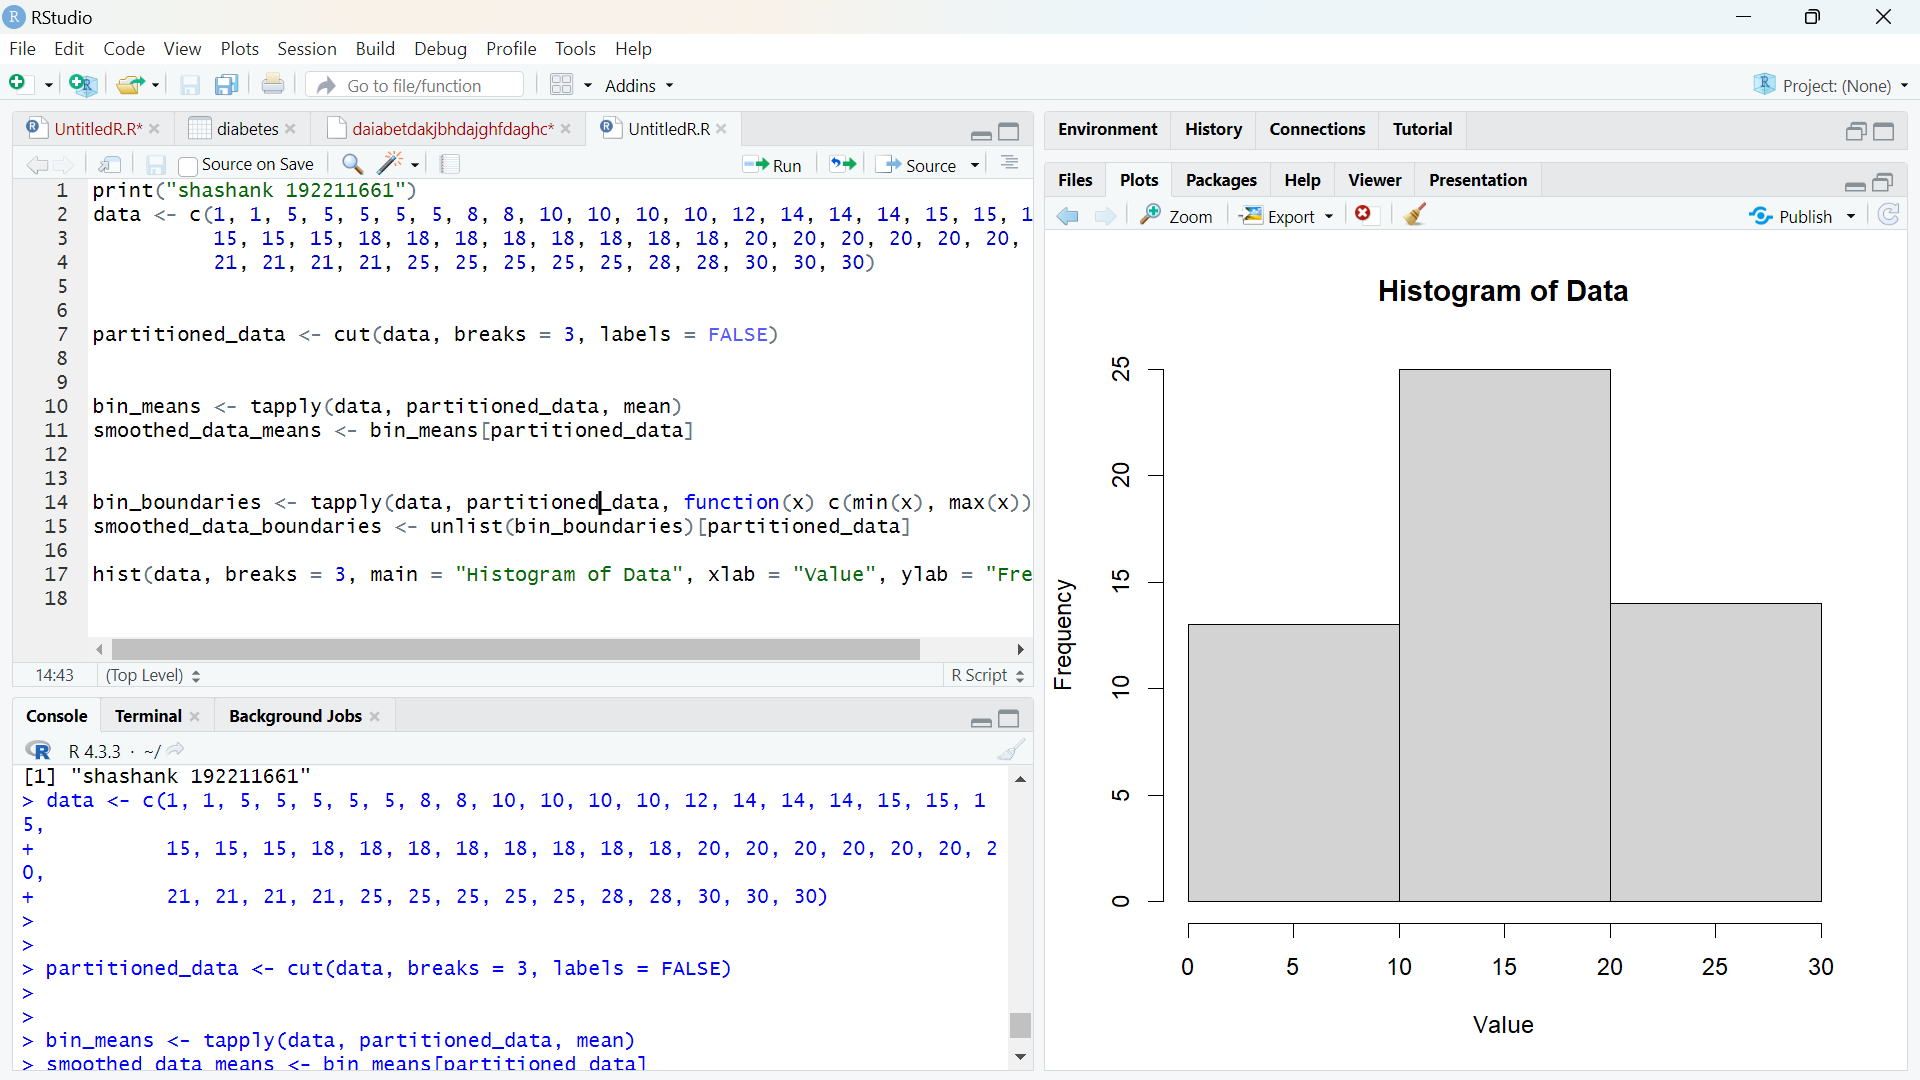 RStudio
File Edit Code View Plots Session Build Debug Profile Tools Help
Go to file/function Addins Project: (None)
UntitledR.R* diabetes daiabetdakjbhdajghfdaghc* UntitledR.R
Source on Save Run Source
1 print("shashank 192211661")
2 data <- c(1, 1, 5, 5, 5, 5, 5, 8, 8, 10, 10, 10, 10, 12, 14, 14, 14, 15, 15, 1
3 15, 15, 15, 18, 18, 18, 18, 18, 18, 18, 18, 20, 20, 20, 20, 20, 20,
4 21, 21, 21, 21, 25, 25, 25, 25, 25, 28, 28, 30, 30, 30)
5
6
7 partitioned_data <- cut(data, breaks = 3, labels = FALSE)
8
9
10 bin_means <- tapply(data, partitioned_data, mean)
11 smoothed_data_means <- bin_means[partitioned_data]
12
13
14 bin_boundaries <- tapply(data, partitioned_data, function(x) c(min(x), max(x))
15 smoothed_data_boundaries <- unlist(bin_boundaries)[partitioned_data]
16
17 hist(data, breaks = 3, main = "Histogram of Data", xlab = "Value", ylab = "Fre
18
14:43 (Top Level) R Script
Console Terminal Background Jobs
R R 4.3.3 · ~/
[1] "shashank 192211661"
> data <- c(1, 1, 5, 5, 5, 5, 5, 8, 8, 10, 10, 10, 10, 12, 14, 14, 14, 15, 15, 1
5,
+ 15, 15, 15, 18, 18, 18, 18, 18, 18, 18, 18, 20, 20, 20, 20, 20, 20, 2
0,
+ 21, 21, 21, 21, 25, 25, 25, 25, 25, 28, 28, 30, 30, 30)
>
>
> partitioned_data <- cut(data, breaks = 3, labels = FALSE)
>
>
> bin_means <- tapply(data, partitioned_data, mean)
> smoothed_data_means <- bin_means[partitioned_data]
Environment History Connections Tutorial
Files Plots Packages Help Viewer Presentation
Zoom Export Publish
Histogram of Data
Frequency
25
20
15
10
5
0
0 5 10 15 20 25 30
Value